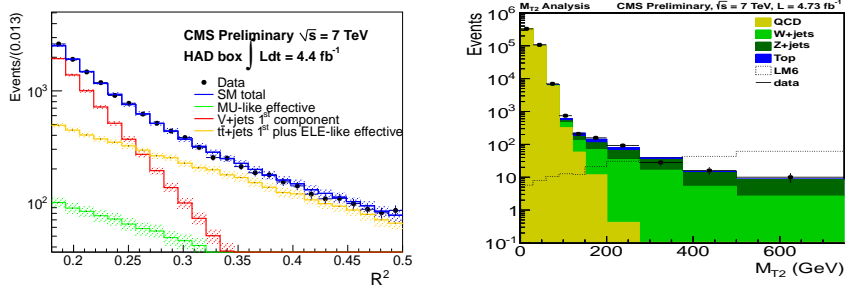 CMS Preliminary √s = 7 TeV
HAD box ∫ Ldt = 4.4 fb⁻¹
Data
SM total
MU-like effective
V+jets 1ˢᵗ component
tt̄+jets 1ˢᵗ plus ELE-like effective
Events/(0.013)
10³
10²
0.2 0.25 0.3 0.35 0.4 0.45 0.5
R²
M_T2 Analysis CMS Preliminary, √s = 7 TeV, L = 4.73 fb⁻¹
QCD
W+jets
Z+jets
Top
LM6
data
Events
10⁶
10⁵
10⁴
10³
10²
10
1
10⁻¹
0 100 200 300 400 500 600 700
M_T2 (GeV)